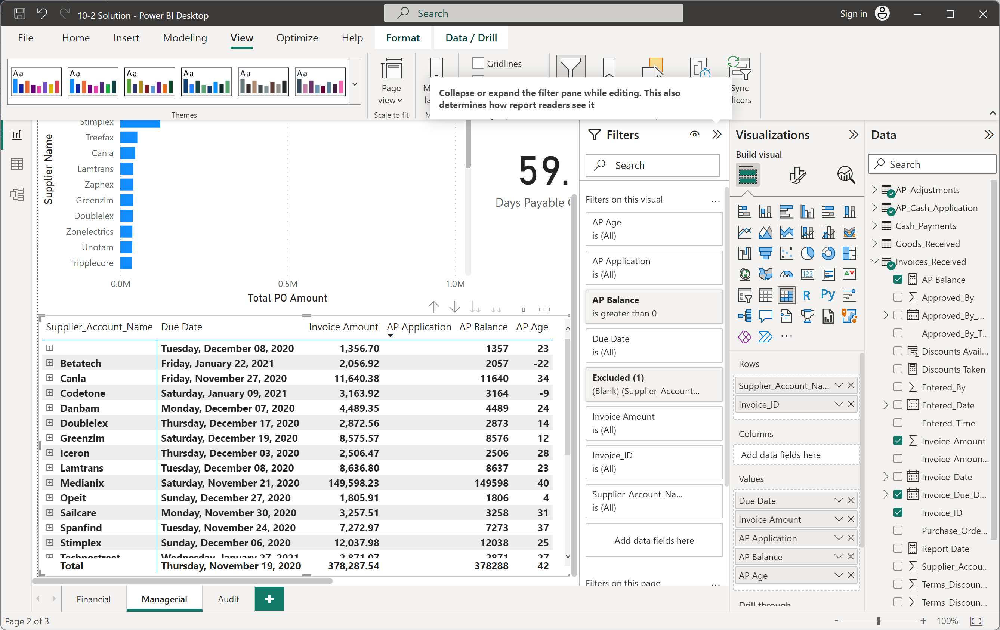 10-2 Solution - Power BI Desktop
Search
Sign in
File
Home
Insert
Modeling
View
Optimize
Help
Format
Data / Drill
Aa
Aa
Aa
Aa
Aa
Aa
Themes
Page
view
Scale to fit
M
la
M
Gridlines
Sync
licers
Collapse or expand the filter pane while editing. This also
determines how report readers see it
Supplier Name
Stimplex
Treefax
Canla
Lamtrans
Zaphex
Greenzim
Doublelex
Zonelectrics
Unotam
Tripplecore
0.0M 0.5M 1.0M
Total PO Amount
59.
Days Payable
Supplier_Account_Name Due Date Invoice Amount AP Application AP Balance AP Age
Tuesday, December 08, 2020 1,356.70 1357 23
Betatech Friday, January 22, 2021 2,056.92 2057 -22
Canla Friday, November 27, 2020 11,640.38 11640 34
Codetone Saturday, January 09, 2021 3,163.92 3164 -9
Danbam Monday, December 07, 2020 4,489.35 4489 24
Doublelex Thursday, December 17, 2020 2,872.56 2873 14
Greenzim Saturday, December 19, 2020 8,575.57 8576 12
Iceron Thursday, December 03, 2020 2,506.47 2506 28
Lamtrans Tuesday, December 08, 2020 8,636.80 8637 23
Medianix Saturday, November 21, 2020 149,598.23 149598 40
Opeit Sunday, December 27, 2020 1,805.91 1806 4
Sailcare Monday, November 30, 2020 3,257.51 3258 31
Spanfind Tuesday, November 24, 2020 7,272.97 7273 37
Stimplex Sunday, December 06, 2020 12,037.98 12038 25
Technostreet Wednesday, January 27, 2021 2,871.07 2871 27
Total Thursday, November 19, 2020 378,287.54 378288 42
Filters
Search
Filters on this visual ...
AP Age
is (All)
AP Application
is (All)
AP Balance
is greater than 0
Due Date
is (All)
Excluded (1)
(Blank) (Supplier_Account...
Invoice Amount
is (All)
Invoice_ID
is (All)
Supplier_Account_Na...
is (All)
Add data fields here
Filters on this page ...
Visualizations
Build visual
123
R
Py
...
Rows
Supplier_Account_Na...
Invoice_ID
Columns
Add data fields here
Values
Due Date
Invoice Amount
AP Application
AP Balance
AP Age
Drill through
Data
Search
AP_Adjustments
AP_Cash_Application
Cash_Payments
Goods_Received
Invoices_Received
AP Balance
Approved_By
Approved_By_...
Approved_By_T...
Discounts Avail...
Discounts Taken
Entered_By
Entered_Date
Entered_Time
Invoice_Amount
Invoice_Amoun...
Invoice_Date
Invoice_Due_D...
Invoice_ID
Purchase_Orde...
Report Date
Supplier_Accou...
Terms_Discoun...
Terms_Discoun...
Financial
Managerial
Audit
+
Page 2 of 3
- + 100%